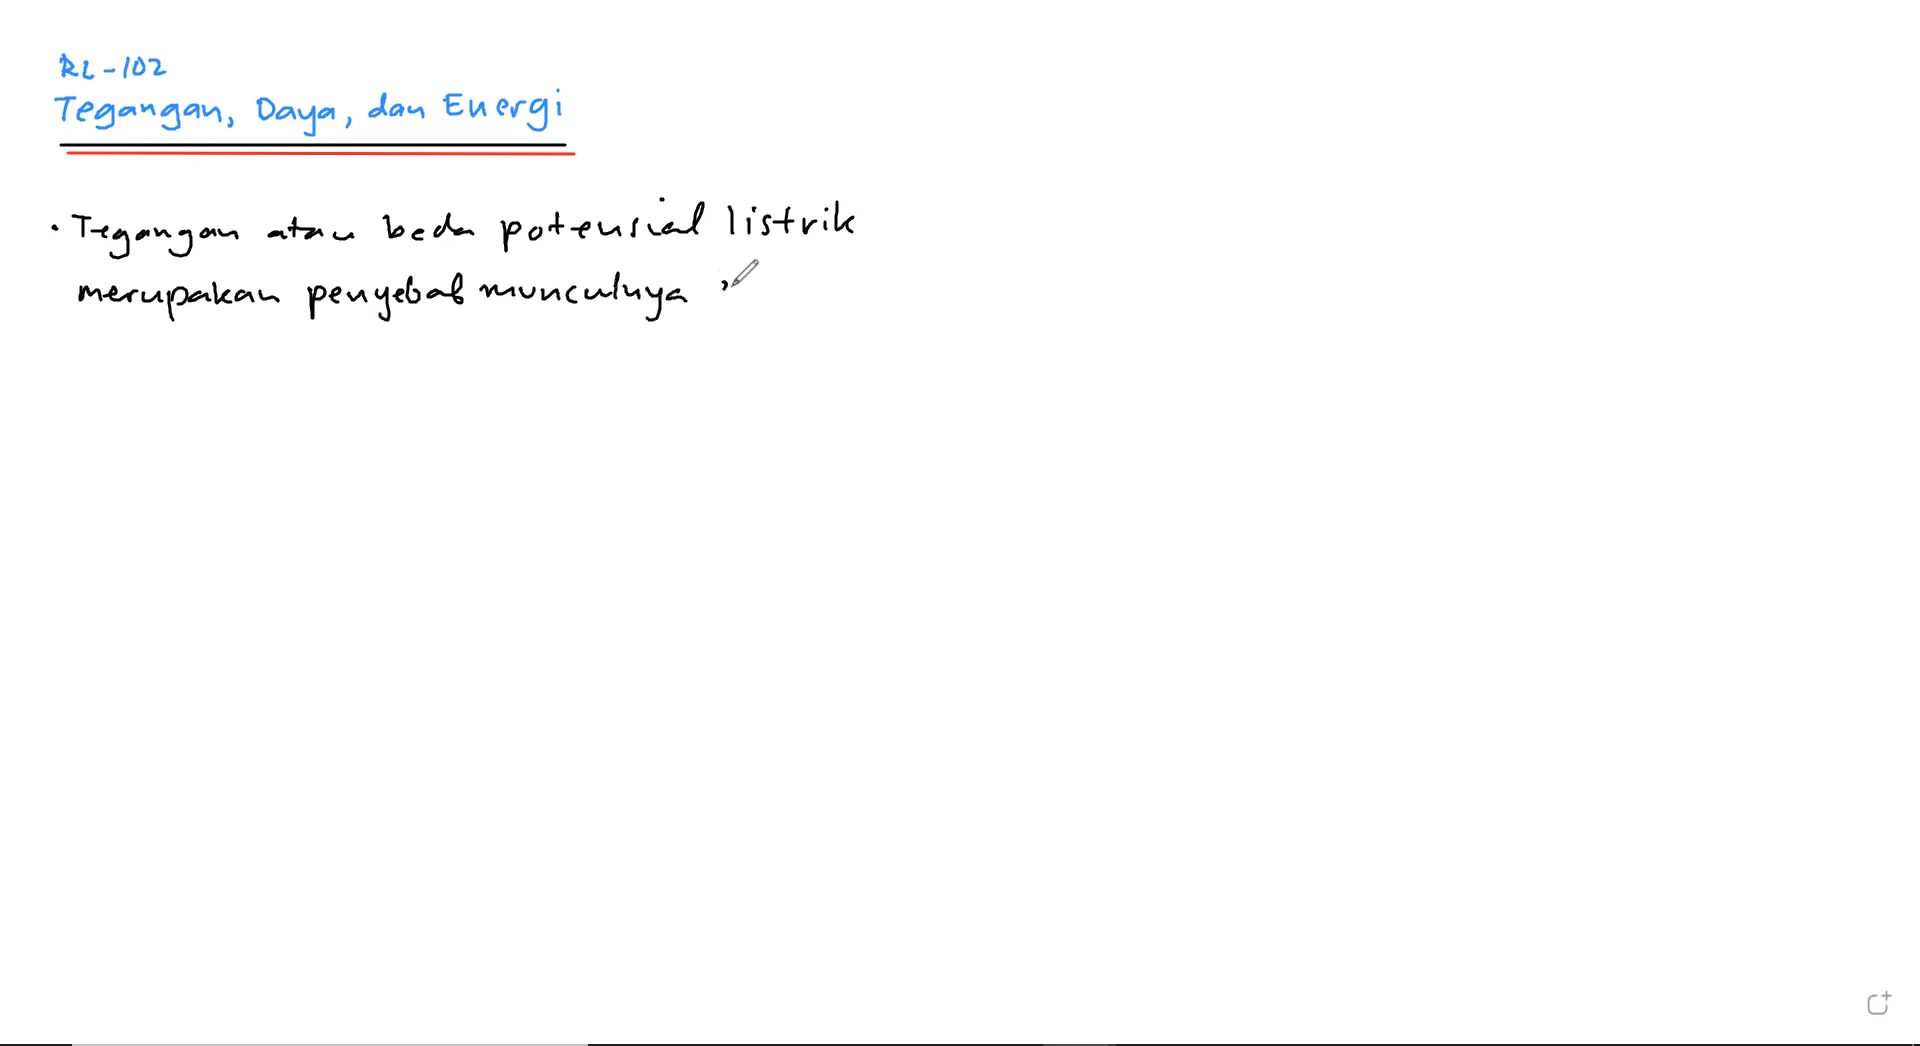 RL-102
Tegangan, Daya, dan Energi
• Tegangan atau beda potensial listrik
merupakan penyebab munculnya